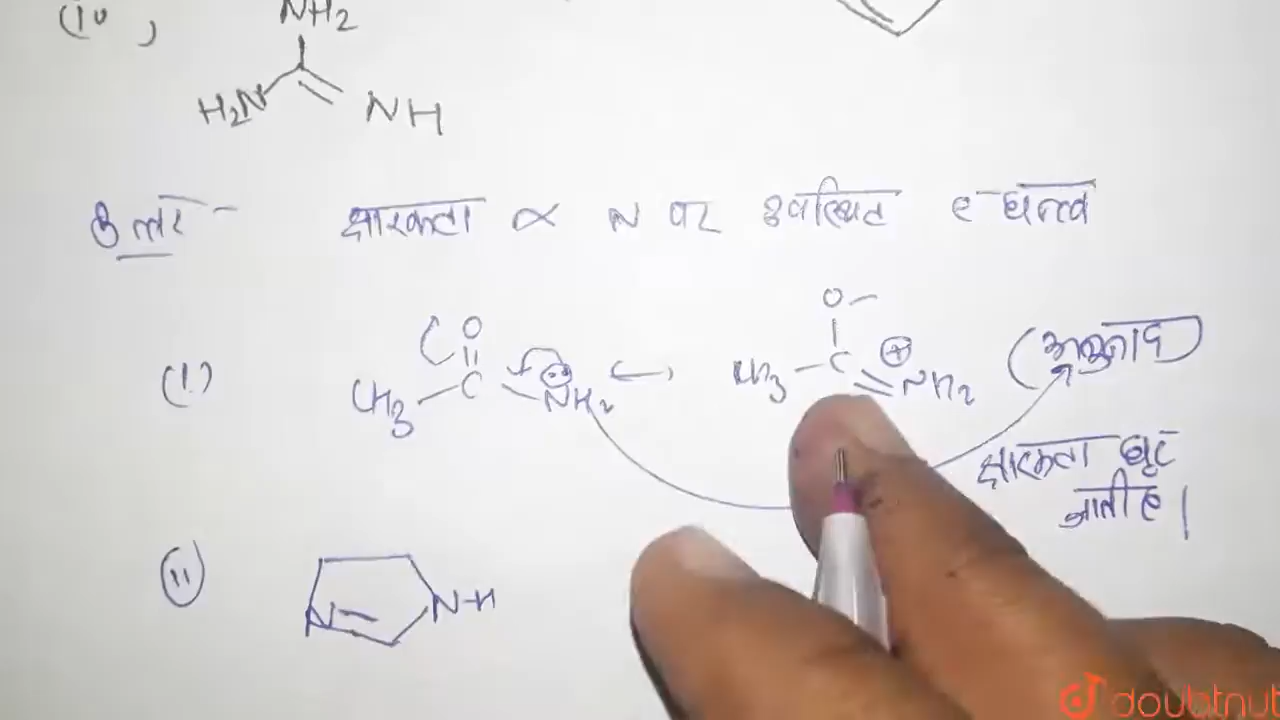 (iv)
NH2
H2N NH
उत्तर - क्षारकता ∝ N पर उपस्थित e- घनत्व
(I.) CH3 - C NH2 O ↔ CH3 - C NH2 O- ⊕ (अनुनाद)
क्षारकता घट
जाती है।
(II) N N-H
doubtnut